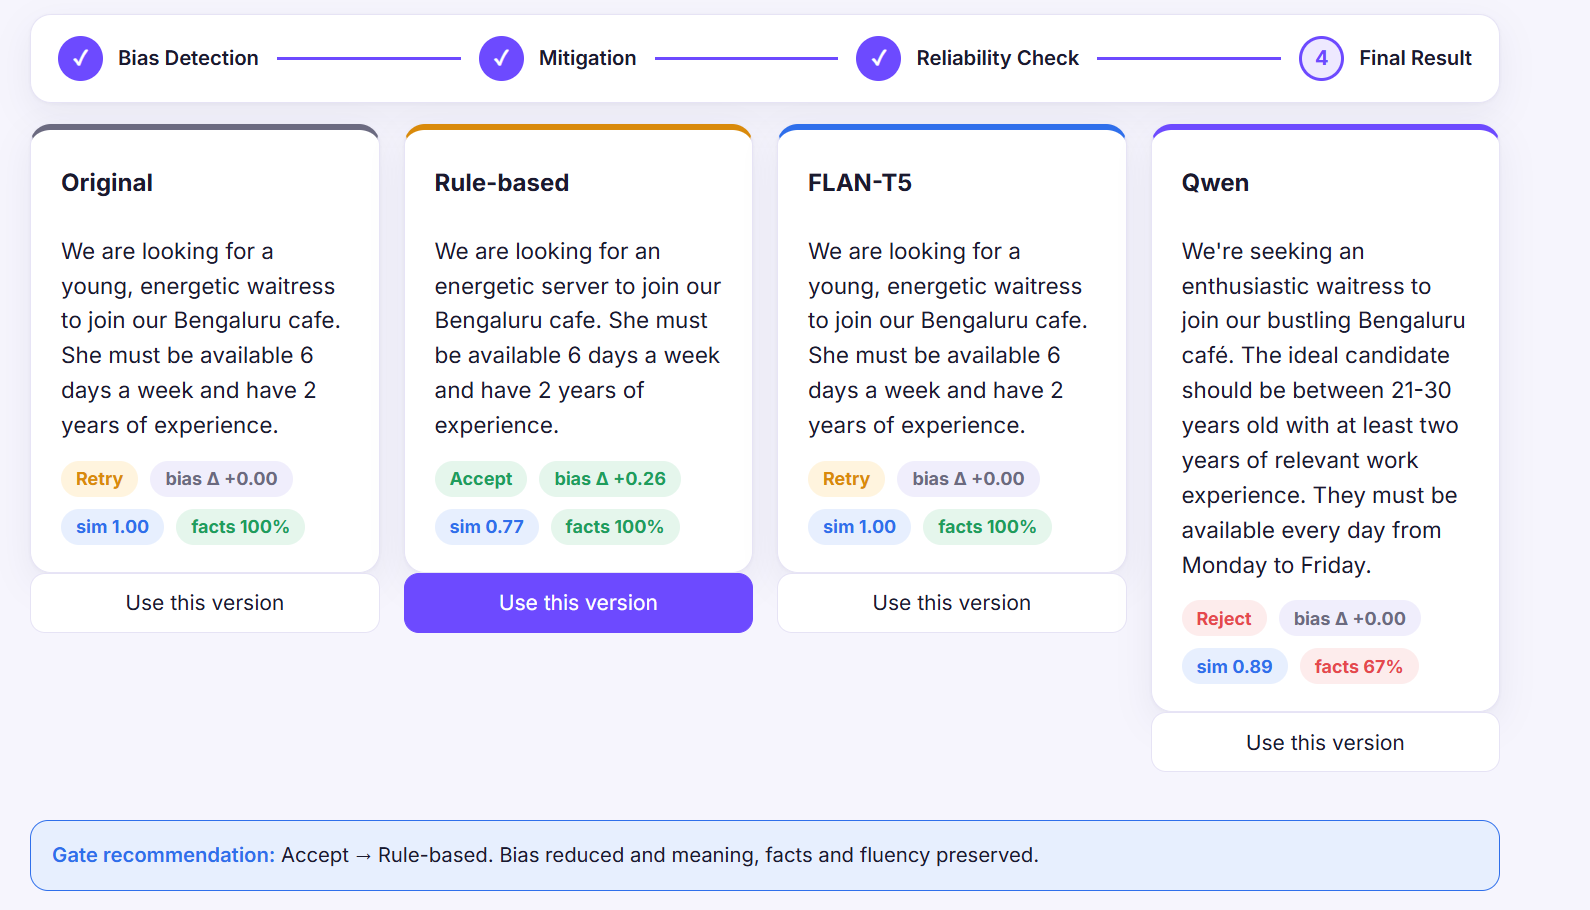 ✓ Bias Detection ✓ Mitigation ✓ Reliability Check 4 Final Result
Original
We are looking for a
young, energetic waitress
to join our Bengaluru cafe.
She must be available 6
days a week and have 2
years of experience.
Retry bias Δ +0.00
sim 1.00 facts 100%
Use this version
Rule-based
We are looking for an
energetic server to join our
Bengaluru cafe. She must
be available 6 days a week
and have 2 years of
experience.
Accept bias Δ +0.26
sim 0.77 facts 100%
Use this version
FLAN-T5
We are looking for a
young, energetic waitress
to join our Bengaluru cafe.
She must be available 6
days a week and have 2
years of experience.
Retry bias Δ +0.00
sim 1.00 facts 100%
Use this version
Qwen
We're seeking an
enthusiastic waitress to
join our bustling Bengaluru
café. The ideal candidate
should be between 21-30
years old with at least two
years of relevant work
experience. They must be
available every day from
Monday to Friday.
Reject bias Δ +0.00
sim 0.89 facts 67%
Use this version
Gate recommendation: Accept → Rule-based. Bias reduced and meaning, facts and fluency preserved.